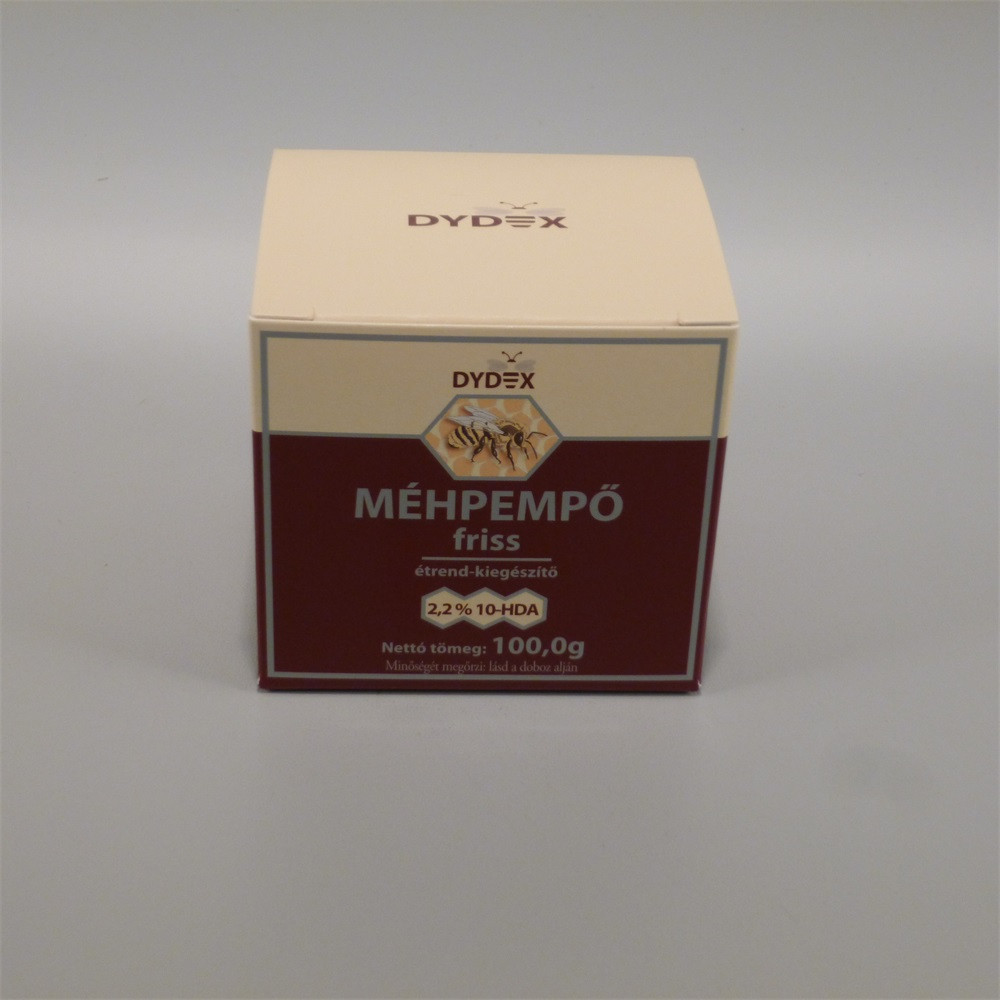 DYDEX
DYDEX
MÉHPEMPŐ
friss
étrend-kiegészítő
2,2 % 10-HDA
Nettó tömeg: 100,0g
Minőségét megőrzi: lásd a doboz alján